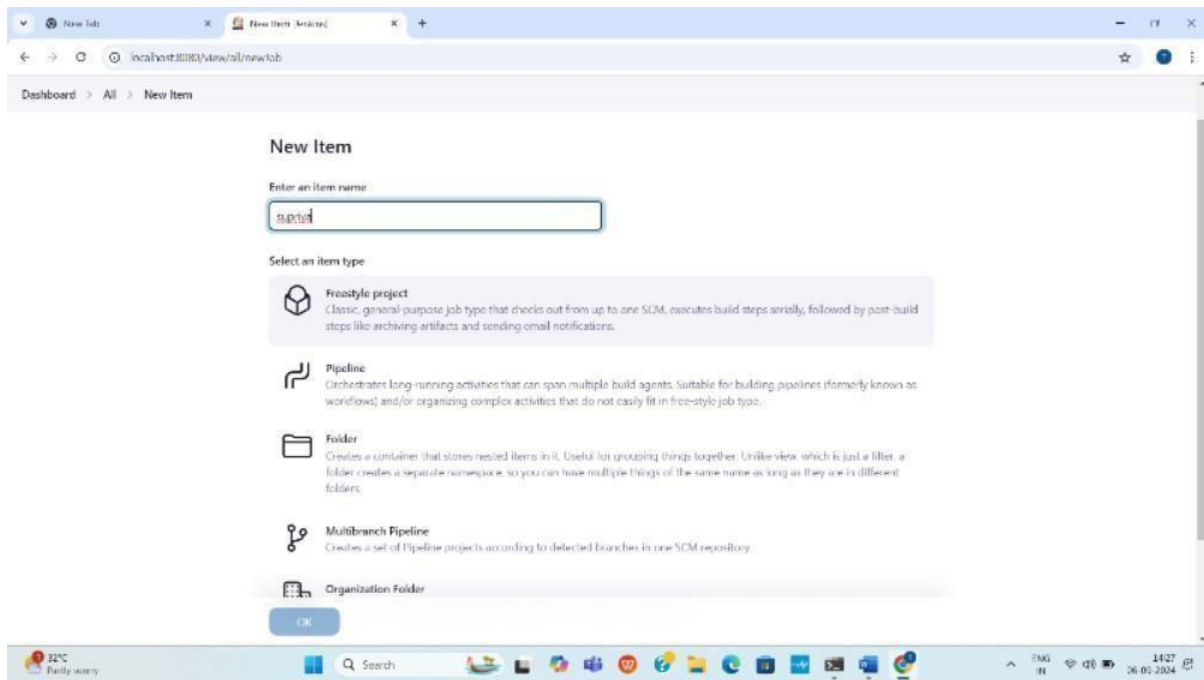 New Tab
New Item [Jenkins]
localhost:8080/view/all/newJob
Dashboard > All > New Item
New Item
Enter an item name
supriya
Select an item type
Freestyle project
Classic, general-purpose job type that checks out from up to one SCM, executes build steps serially, followed by post-build
steps like archiving artifacts and sending email notifications.
Pipeline
Orchestrates long-running activities that can span multiple build agents. Suitable for building pipelines (formerly known as
workflows) and/or organizing complex activities that do not easily fit in free-style job type.
Folder
Creates a container that stores nested items in it. Useful for grouping things together. Unlike view, which is just a filter, a
folder creates a separate namespace, so you can have multiple things of the same name as long as they are in different
folders.
Multibranch Pipeline
Creates a set of Pipeline projects according to detected branches in one SCM repository.
Organization Folder
OK
32°C
Partly sunny
Search
ENG
IN
14:27
06-09-2024